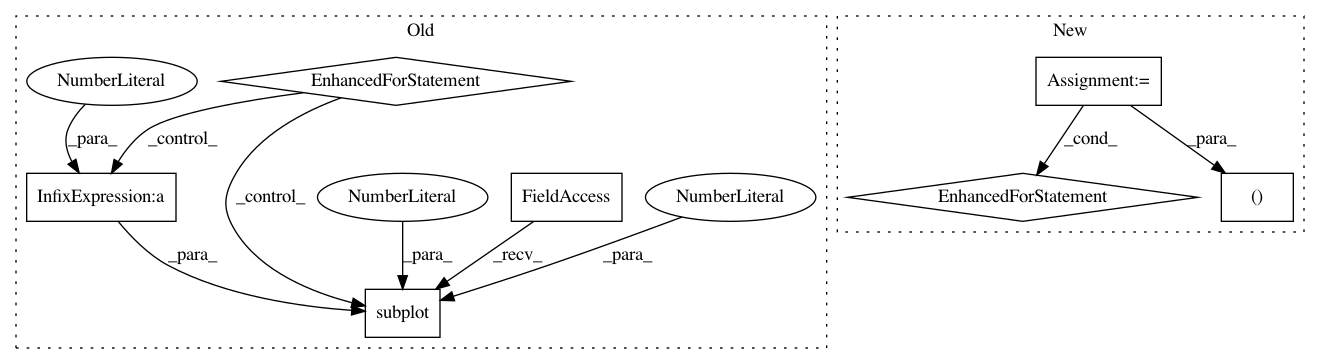 Old
New
NumberLiteral
EnhancedForStatement
Assignment:=
_para_
_control_
_cond_
_para_
InfixExpression:a
_control_
NumberLiteral
FieldAccess
NumberLiteral
EnhancedForStatement
()
_para_
_para_
_recv_
_para_
subplot